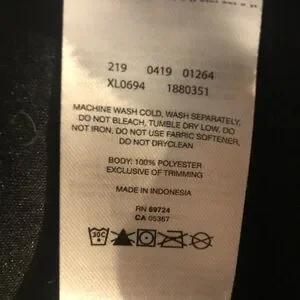 219 0419 01264
XL0694 1880351
MACHINE WASH COLD, WASH SEPARATELY,
DO NOT BLEACH, TUMBLE DRY LOW, DO
NOT IRON. DO NOT USE FABRIC SOFTENER,
DO NOT DRYCLEAN
BODY: 100% POLYESTER
EXCLUSIVE OF TRIMMING
MADE IN INDONESIA
RN 69724
CA 05367
30C